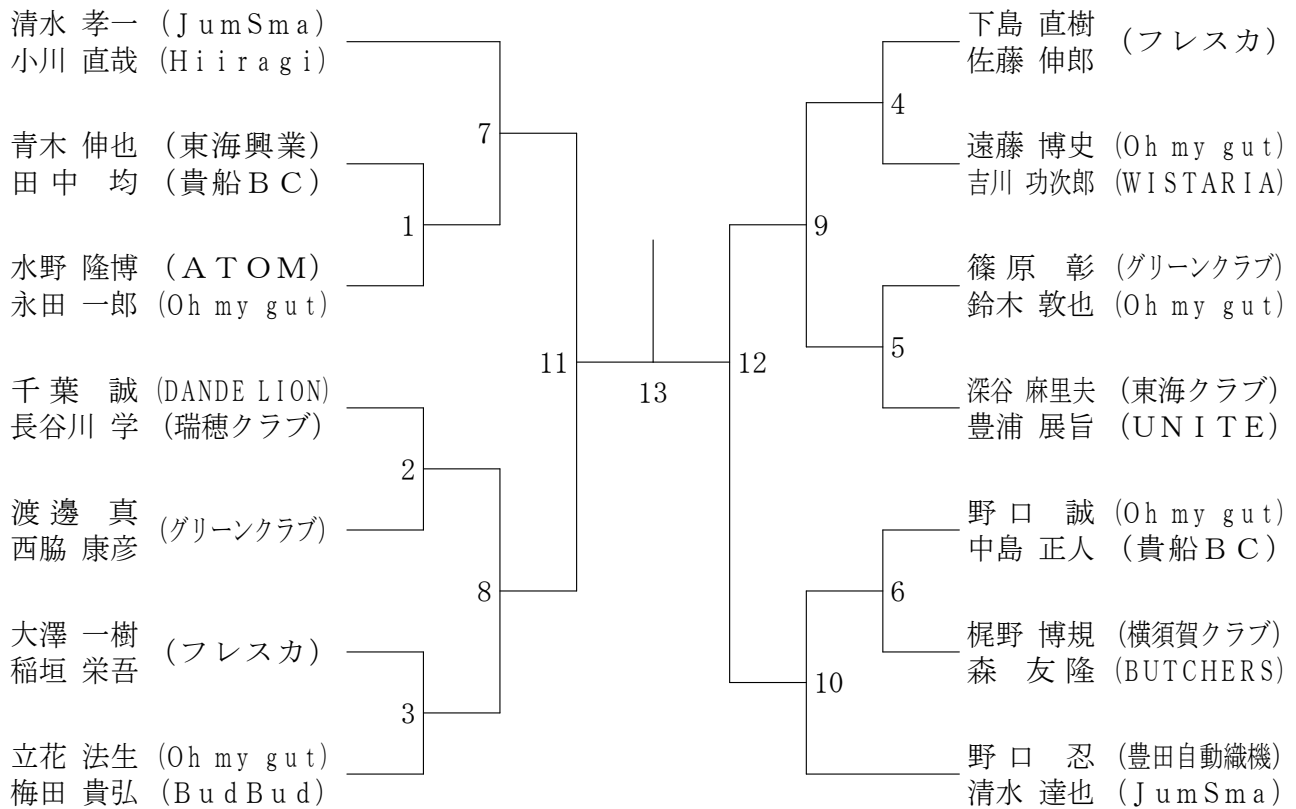 清水 孝一 (JumSma)
小川 直哉 (Hiiragi)
青木 伸也 (東海興業)
田中 均 (貴船BC)
水野 隆博 (ATOM)
永田 一郎 (Oh my gut)
千葉 誠 (DANDE LION)
長谷川 学 (瑞穂クラブ)
渡邊 真
西脇 康彦
(グリーンクラブ)
大澤 一樹
稲垣 栄吾
(フレスカ)
立花 法生 (Oh my gut)
梅田 貴弘 (BudBud)
7
1
11
2
8
3
13
12
4
9
5
6
10
下島 直樹
佐藤 伸郎
(フレスカ)
遠藤 博史 (Oh my gut)
吉川 功次郎 (WISTARIA)
篠原 彰 (グリーンクラブ)
鈴木 敦也 (Oh my gut)
深谷 麻里夫 (東海クラブ)
豊浦 展旨 (UNITE)
野口 誠 (Oh my gut)
中島 正人 (貴船BC)
梶野 博規 (横須賀クラブ)
森 友隆 (BUTCHERS)
野口 忍 (豊田自動織機)
清水 達也 (JumSma)